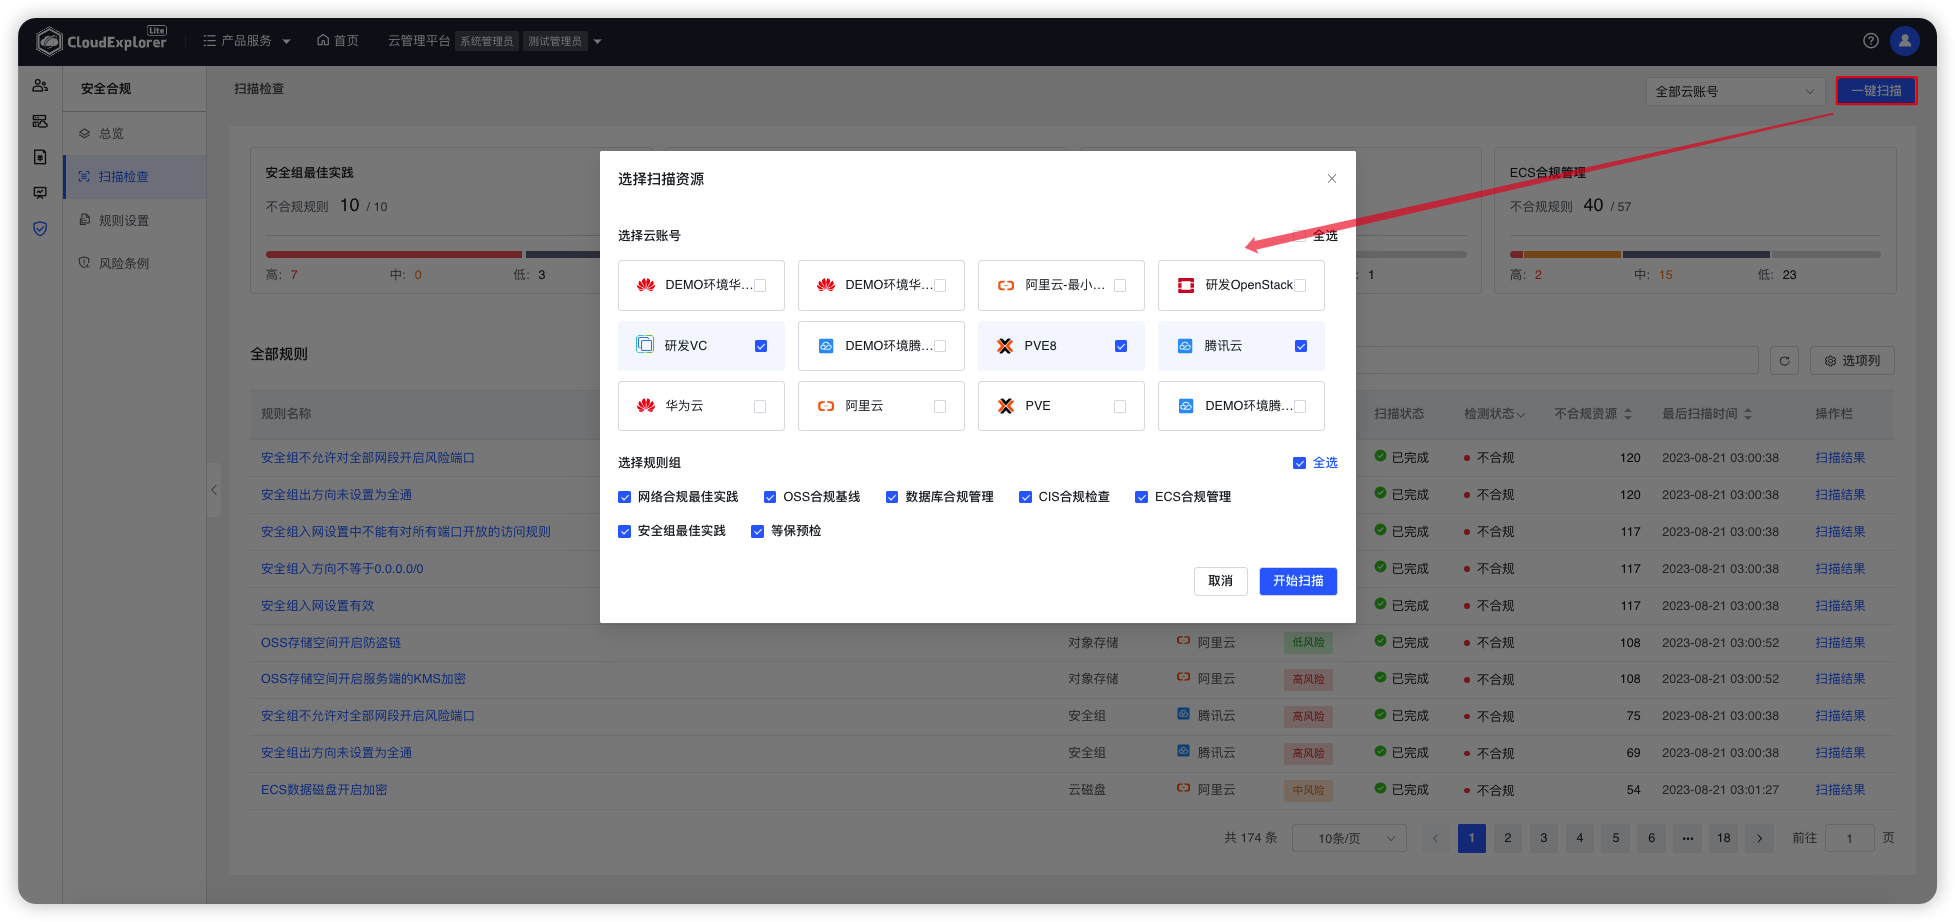 CloudExplorer Lite 产品服务 首页 云管理平台 系统管理员 测试管理员
安全合规
总览
扫描检查
规则设置
风险条例
扫描检查
全部云账号 一键扫描
安全组最佳实践
不合规规则 10 / 10
高: 7 中: 0 低: 3
: 1
ECS合规管理
不合规规则 40 / 57
高: 2 中: 15 低: 23
选择扫描资源
选择云账号 全选
DEMO环境华... DEMO环境华... 阿里云-最小... 研发OpenStack
研发VC DEMO环境腾... PVE8 腾讯云
华为云 阿里云 PVE DEMO环境腾...
选择规则组 全选
网络合规最佳实践 OSS合规基线 数据库合规管理 CIS合规检查 ECS合规管理
安全组最佳实践 等保预检
取消 开始扫描
全部规则 选项列
规则名称 扫描状态 检测状态 不合规资源 最后扫描时间 操作栏
安全组不允许对全部网段开启风险端口 已完成 不合规 120 2023-08-21 03:00:38 扫描结果
安全组出方向未设置为全通 已完成 不合规 120 2023-08-21 03:00:38 扫描结果
安全组入网设置中不能有对所有端口开放的访问规则 已完成 不合规 117 2023-08-21 03:00:38 扫描结果
安全组入方向不等于0.0.0.0/0 已完成 不合规 117 2023-08-21 03:00:38 扫描结果
安全组入网设置有效 已完成 不合规 117 2023-08-21 03:00:38 扫描结果
OSS存储空间开启防盗链 对象存储 阿里云 低风险 已完成 不合规 108 2023-08-21 03:00:52 扫描结果
OSS存储空间开启服务端的KMS加密 对象存储 阿里云 高风险 已完成 不合规 108 2023-08-21 03:00:52 扫描结果
安全组不允许对全部网段开启风险端口 安全组 腾讯云 高风险 已完成 不合规 75 2023-08-21 03:00:38 扫描结果
安全组出方向未设置为全通 安全组 腾讯云 高风险 已完成 不合规 69 2023-08-21 03:00:38 扫描结果
ECS数据磁盘开启加密 云磁盘 阿里云 中风险 已完成 不合规 54 2023-08-21 03:01:27 扫描结果
共 174 条 10条/页 1 2 3 4 5 6 ••• 18 前往 1 页